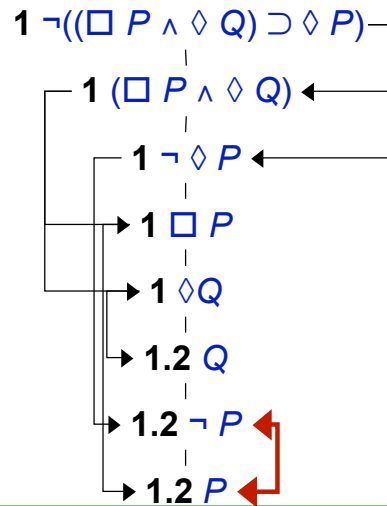 1 ¬((□ P ∧ ◊ Q) ⊃ ◊ P)
1 (□ P ∧ ◊ Q)
1 ¬ ◊ P
1 □ P
1 ◊Q
1.2 Q
1.2 ¬ P
1.2 P